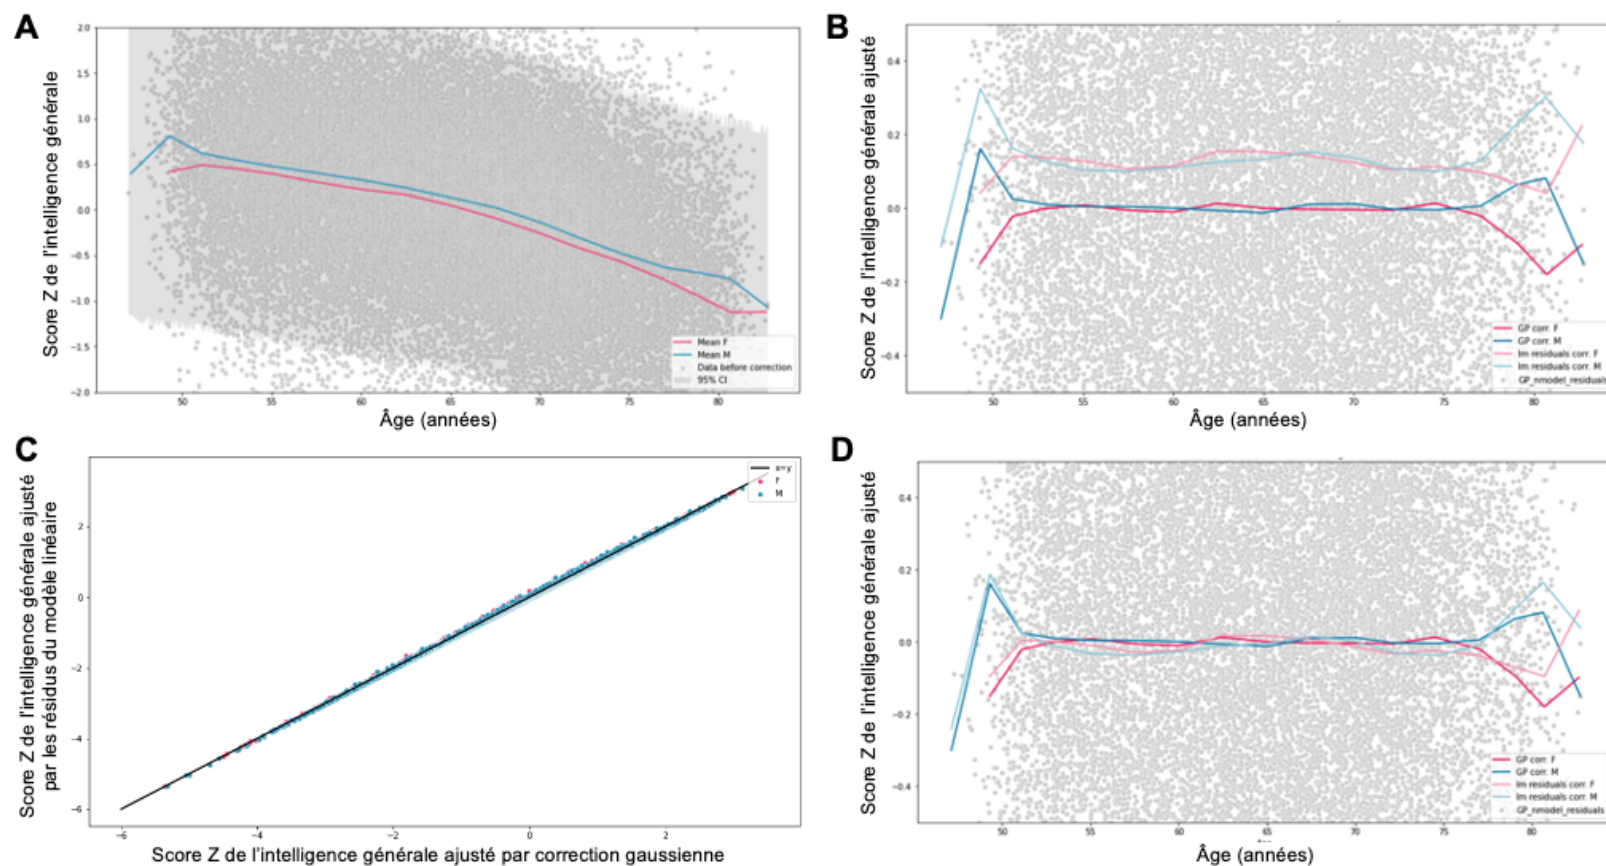 A
Score Z de l'intelligence générale
2.0
1.5
1.0
0.5
0.0
−0.5
−1.0
−1.5
−2.0
50
55
60
65
70
75
80
Mean F
Mean M
Data before correction
95% CI
Âge (années)
B
Score Z de l'intelligence générale ajusté
0.4
0.2
0.0
−0.2
−0.4
50
55
60
65
70
75
80
GP corr. F
GP corr. M
lm residuals corr. F
lm residuals corr. M
GP_nmodel_residuals
Âge (années)
C
Score Z de l'intelligence générale ajusté
par les résidus du modèle linéaire
2
0
−2
−4
−6
−6
−4
−2
0
2
x=y
F
M
Score Z de l'intelligence générale ajusté par correction gaussienne
D
Score Z de l'intelligence générale ajusté
0.4
0.2
0.0
−0.2
−0.4
50
55
60
65
70
75
80
GP corr. F
GP corr. M
lm residuals corr. F
lm residuals corr. M
GP_nmodel_residuals
Âge (années)